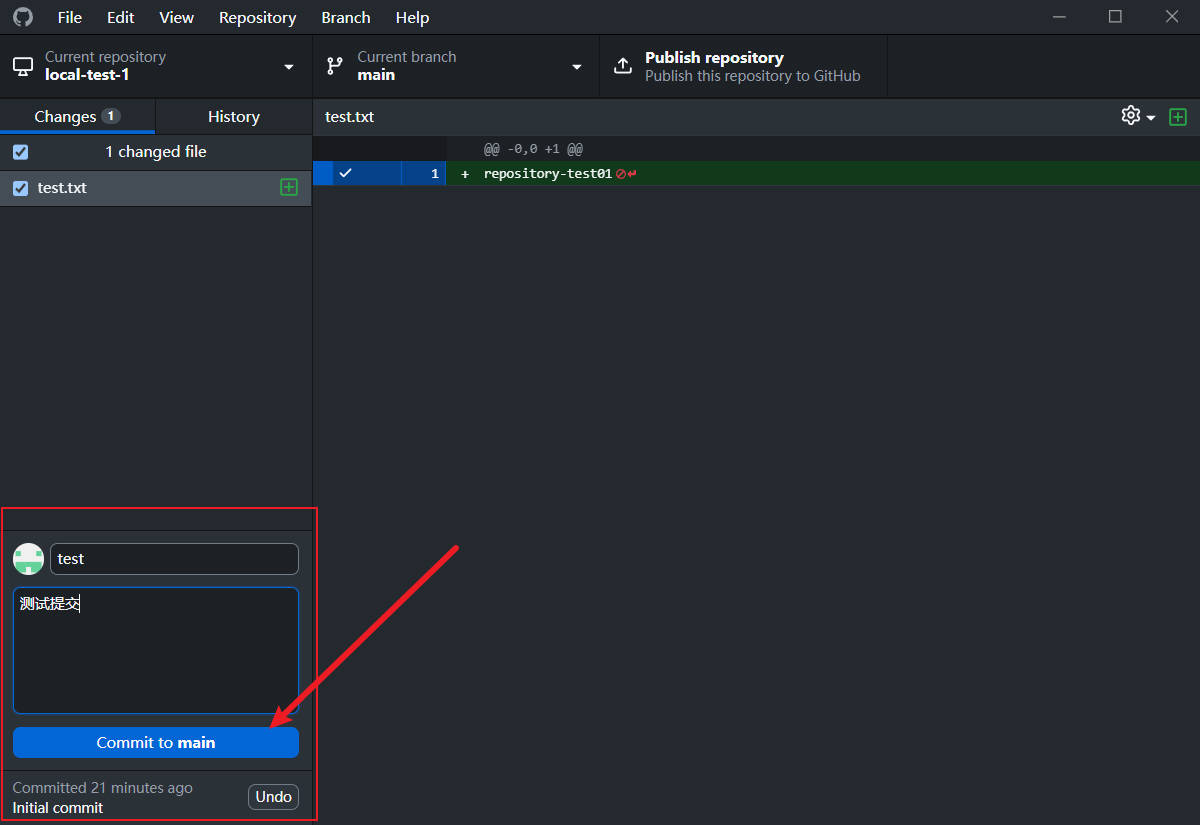 File Edit View Repository Branch Help
Current repository
local-test-1
Current branch
main
Publish repository
Publish this repository to GitHub
Changes 1
History
test.txt
1 changed file
test.txt
@@ -0,0 +1 @@
1 + repository-test01
test
测试提交
Commit to main
Committed 21 minutes ago
Initial commit
Undo